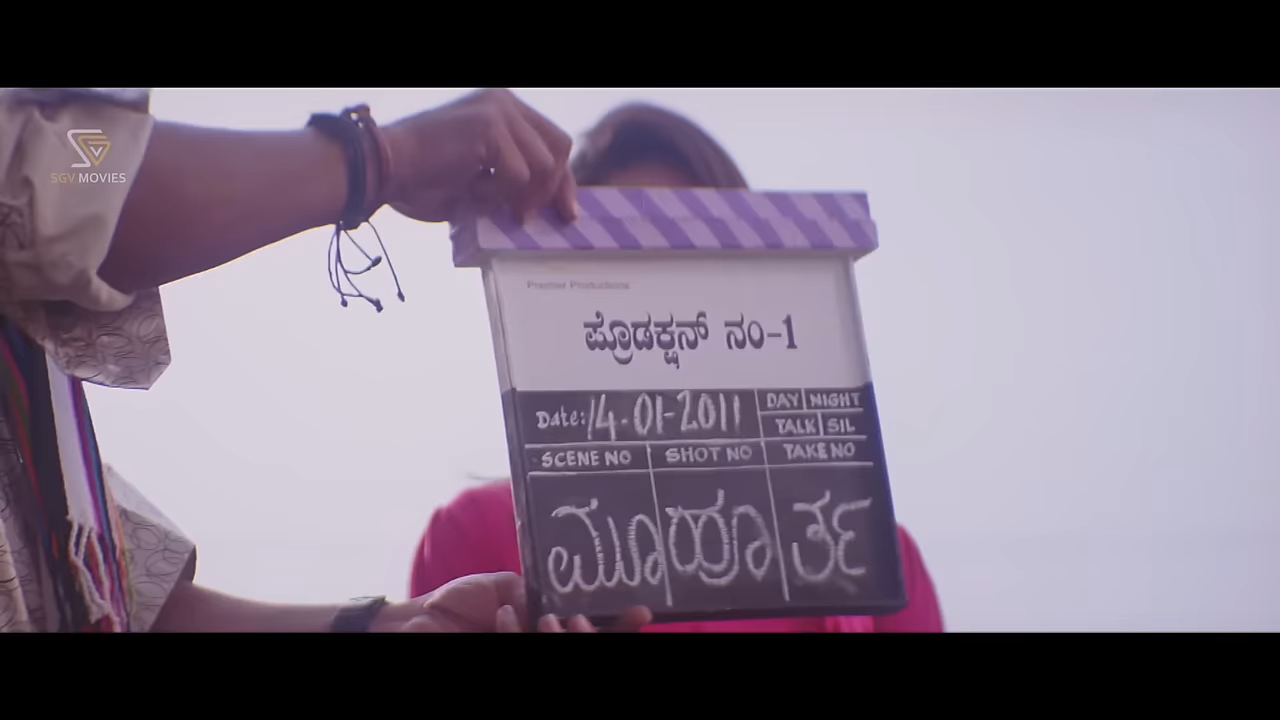 SGV MOVIES
Premier Productions
ಪ್ರೊಡಕ್ಷನ್ ನಂ-1
Date: 14-01-2011
DAY NIGHT
TALK SIL
SCENE NO SHOT NO TAKE NO
ಮೂಹೂರ್ತ